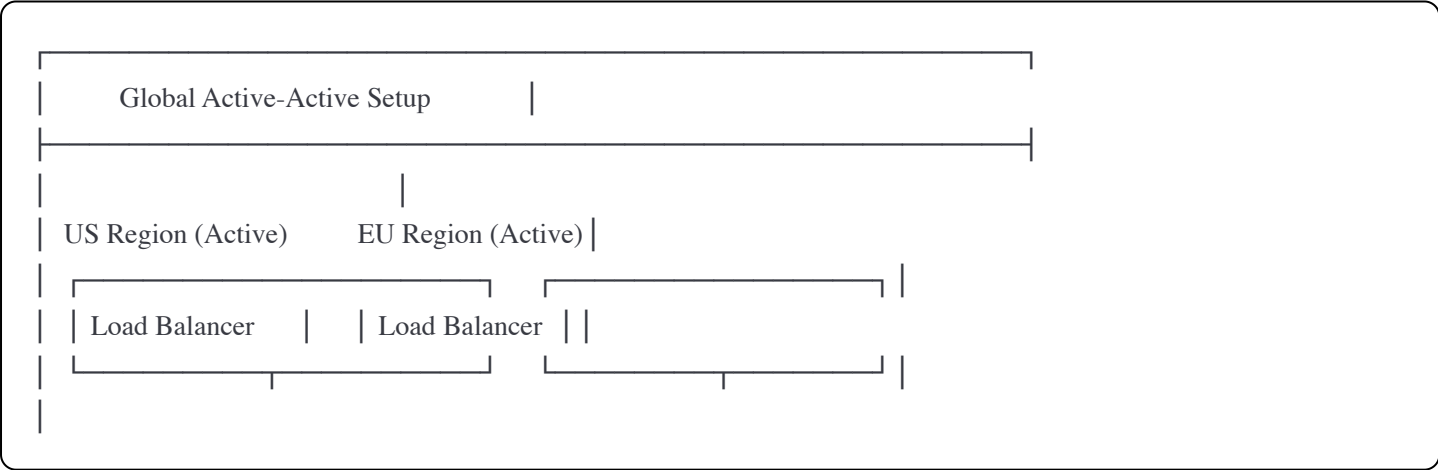 Global Active-Active Setup
US Region (Active) EU Region (Active)
Load Balancer Load Balancer